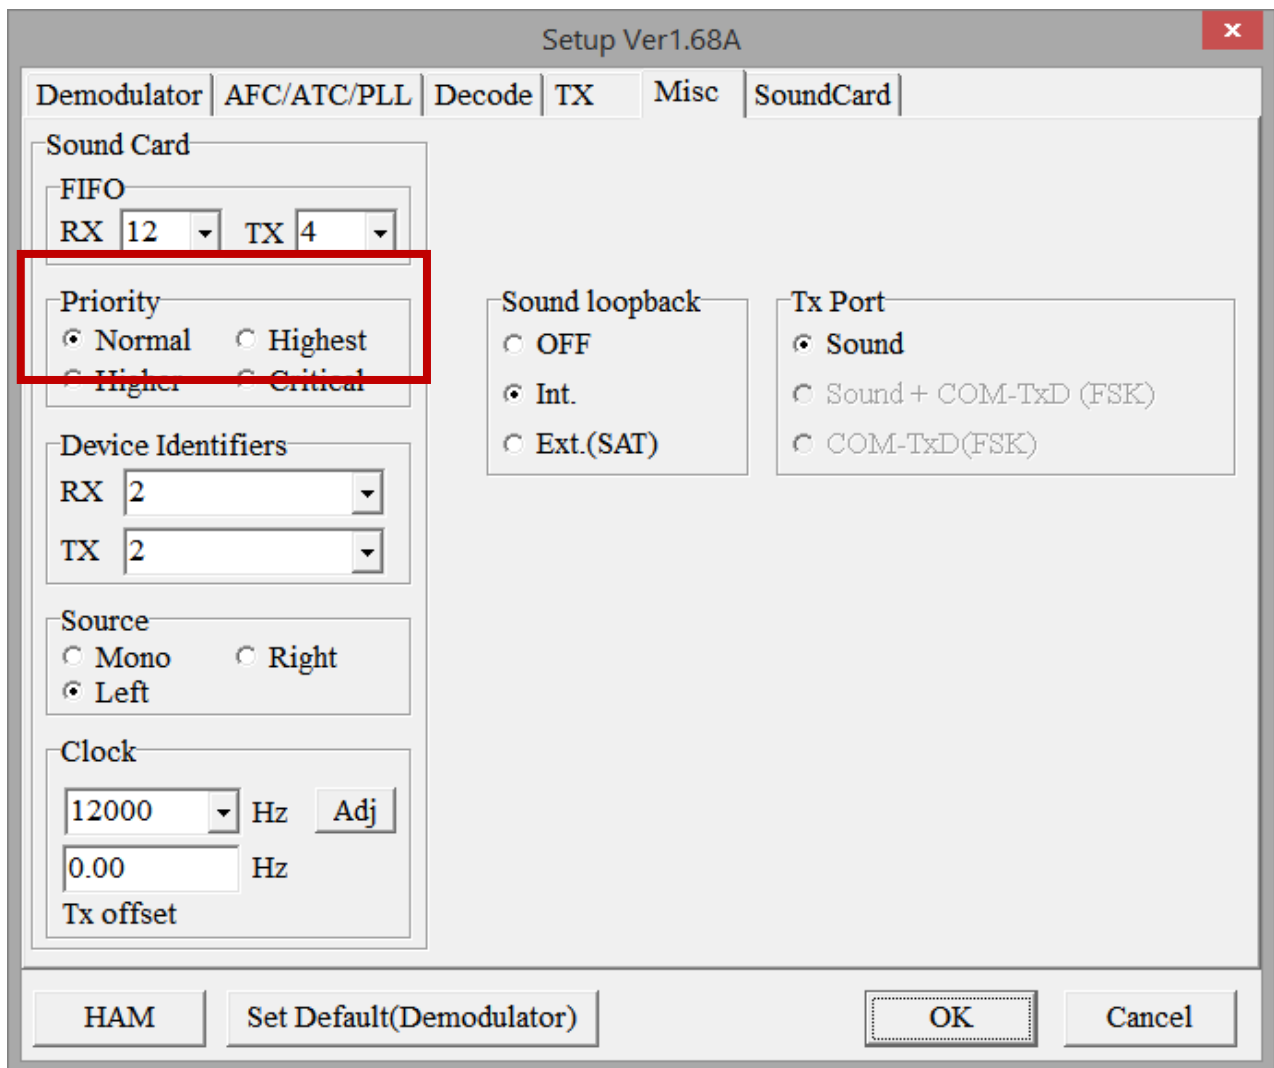 Setup Ver1.68A
x
Demodulator AFC/ATC/PLL Decode TX Misc SoundCard
Sound Card
FIFO
RX 12 TX 4
Priority
Normal Highest
Higher Critical
Device Identifiers
RX 2
TX 2
Source
Mono Right
Left
Clock
12000 Hz Adj
0.00 Hz
Tx offset
Sound loopback
OFF
Int.
Ext.(SAT)
Tx Port
Sound
Sound + COM-TxD (FSK)
COM-TxD(FSK)
HAM Set Default(Demodulator) OK Cancel